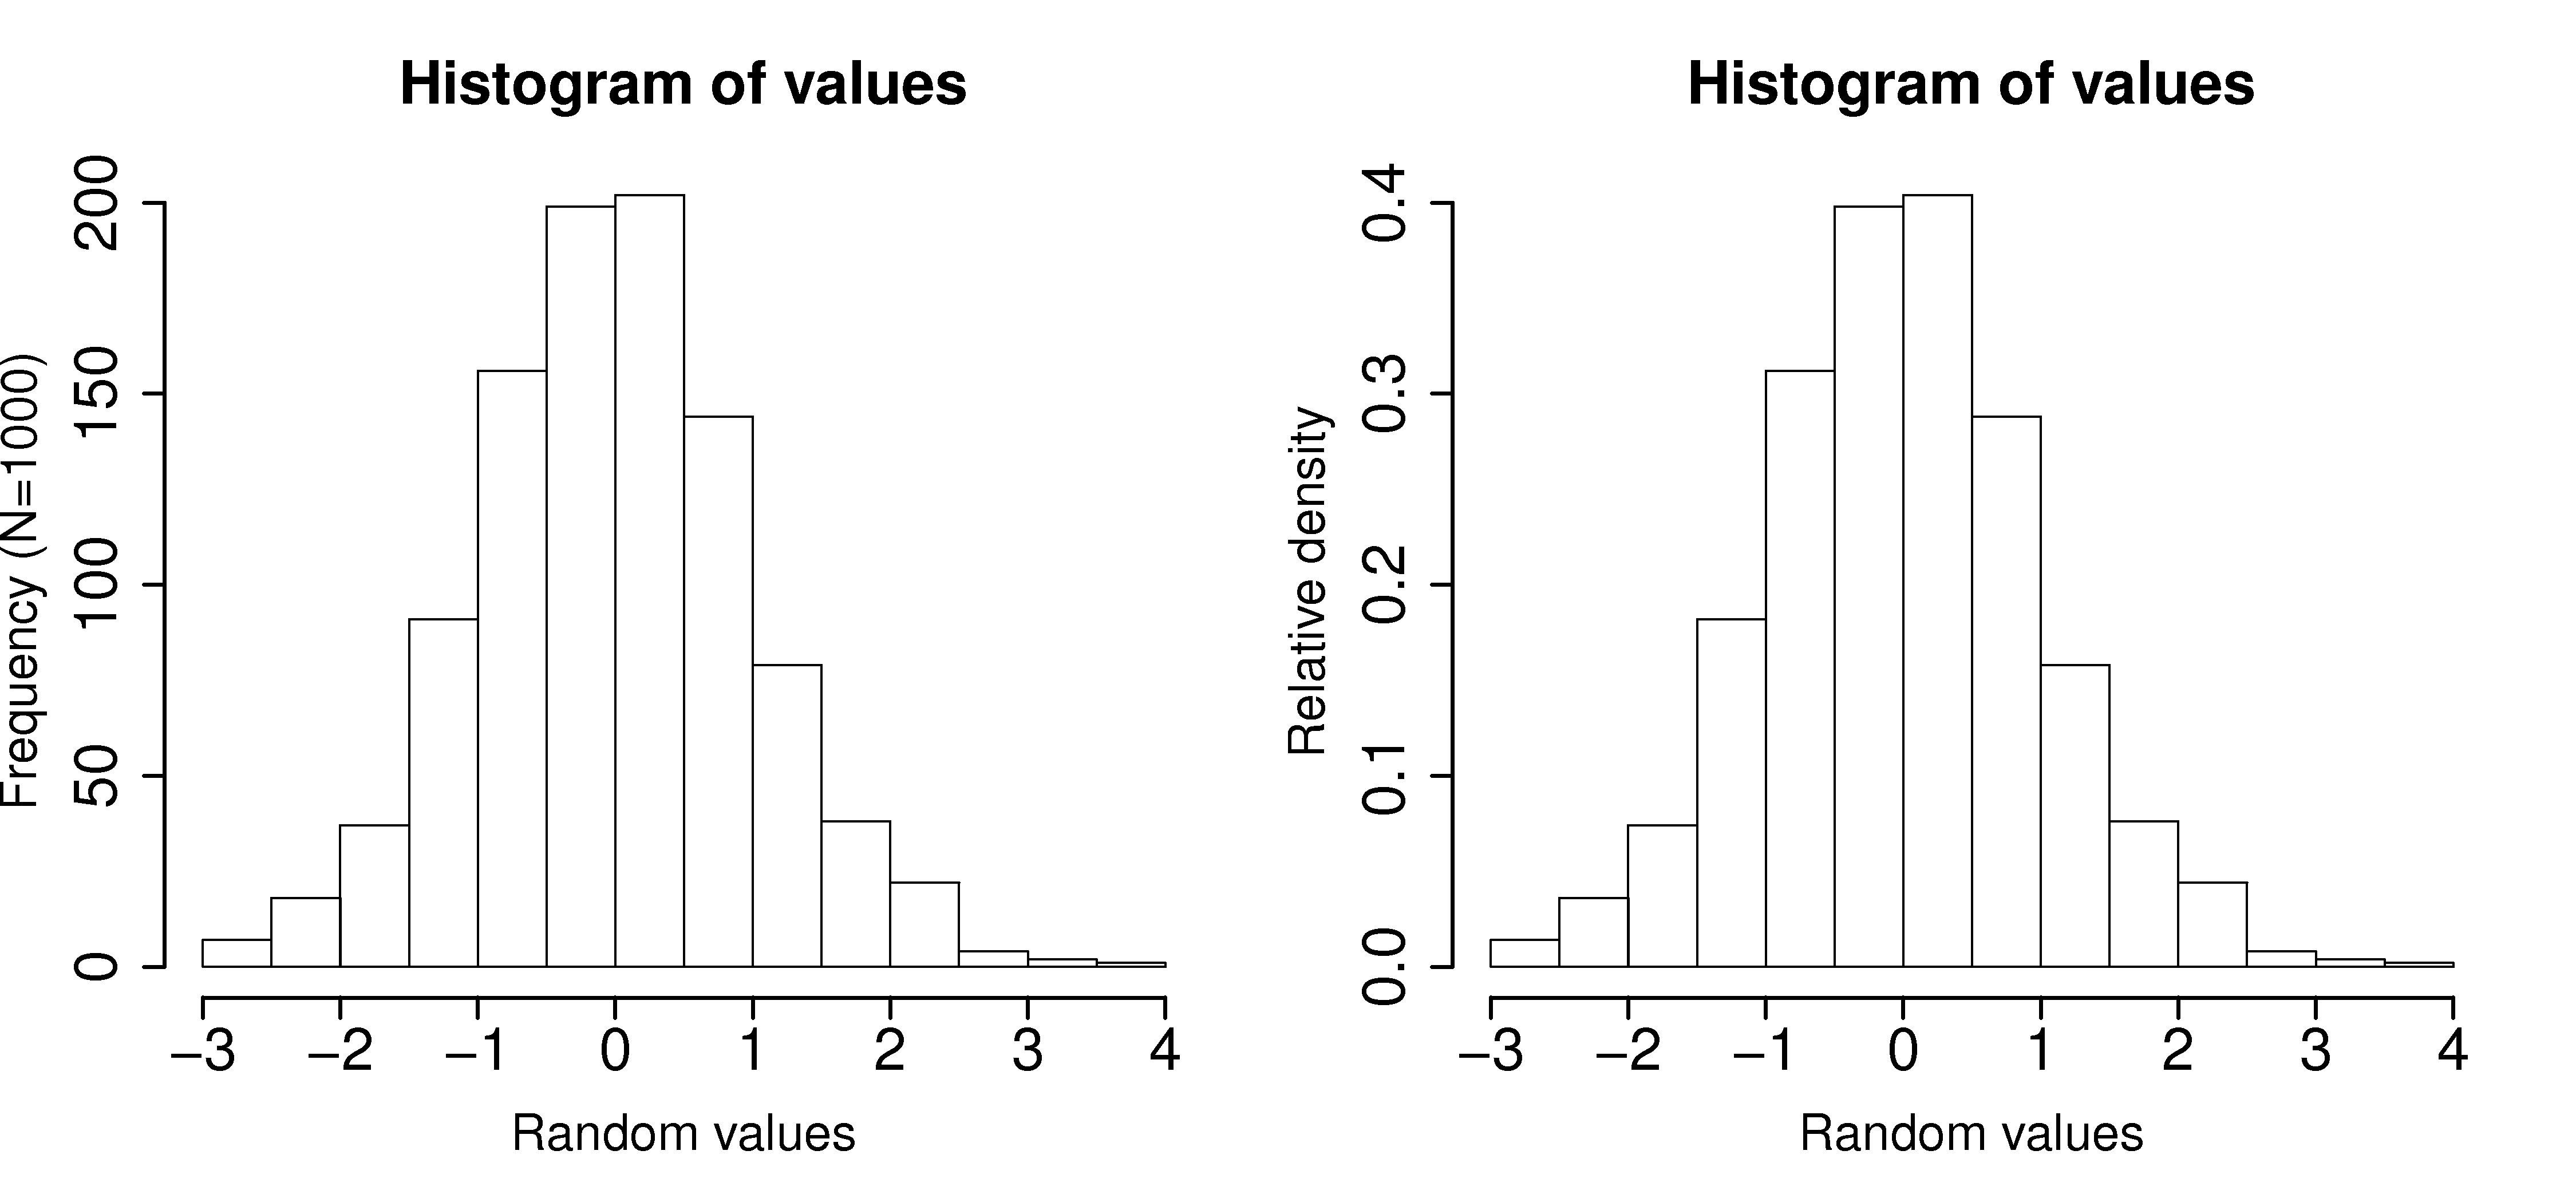 Histogram of values
Frequency (N=1000)
200
150
100
50
0
−3 −2 −1 0 1 2 3 4
Random values
Histogram of values
Relative density
0.4
0.3
0.2
0.1
0.0
−3 −2 −1 0 1 2 3 4
Random values